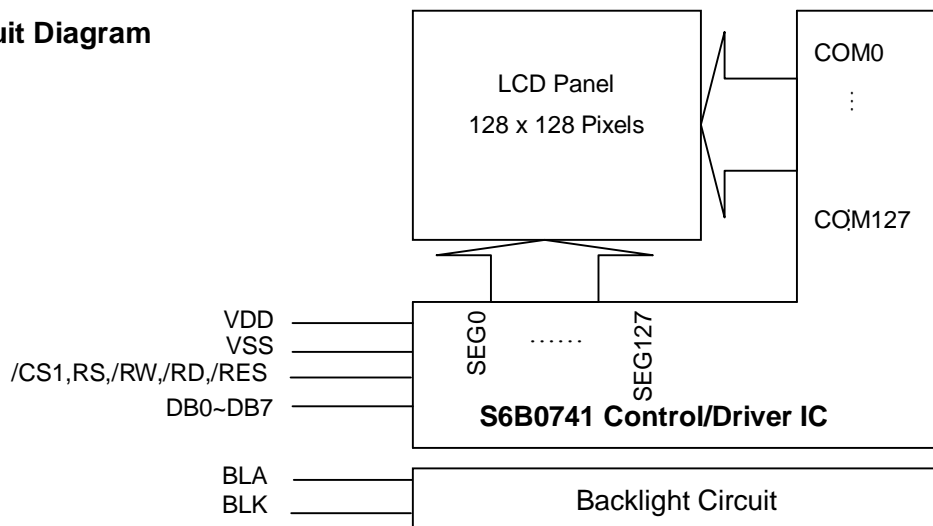 uit Diagram
LCD Panel
128 x 128 Pixels
COM0
⋮
COM127
VDD
VSS
/CS1,RS,/RW,/RD,/RES
DB0~DB7
SEG0
......
SEG127
S6B0741 Control/Driver IC
BLA
BLK
Backlight Circuit